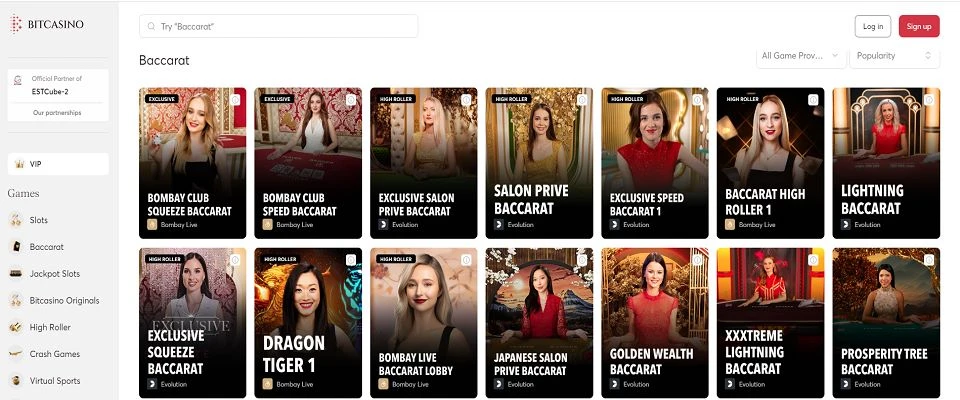 BITCASINO
Try "Baccarat"
Log in
Sign up
Official Partner of
ESTCube-2
Our partnerships
VIP
Games
Slots
Baccarat
Jackpot Slots
Bitcasino Originals
High Roller
Crash Games
Virtual Sports
Baccarat
All Game Prov...
Popularity
EXCLUSIVE
BOMBAY CLUB
SQUEEZE BACCARAT
Bombay Live
EXCLUSIVE
BOMBAY CLUB
SPEED BACCARAT
Bombay Live
HIGH ROLLER
EXCLUSIVE SALON
PRIVE BACCARAT
Evolution
HIGH ROLLER
SALON PRIVE
BACCARAT
Evolution
HIGH ROLLER
EXCLUSIVE SPEED
BACCARAT 1
Evolution
HIGH ROLLER
BACCARAT HIGH
ROLLER 1
Bombay Live
LIGHTNING
BACCARAT
Evolution
HIGH ROLLER
EXCLUSIVE
EXCLUSIVE
SQUEEZE
BACCARAT
Evolution
HIGH ROLLER
DRAGON
TIGER 1
Bombay Live
HIGH ROLLER
BOMBAY LIVE
BACCARAT LOBBY
Bombay Live
JAPANESE SALON
PRIVE BACCARAT
Evolution
GOLDEN WEALTH
BACCARAT
Evolution
XXXTREME
LIGHTNING
BACCARAT
Evolution
PROSPERITY TREE
BACCARAT
Evolution